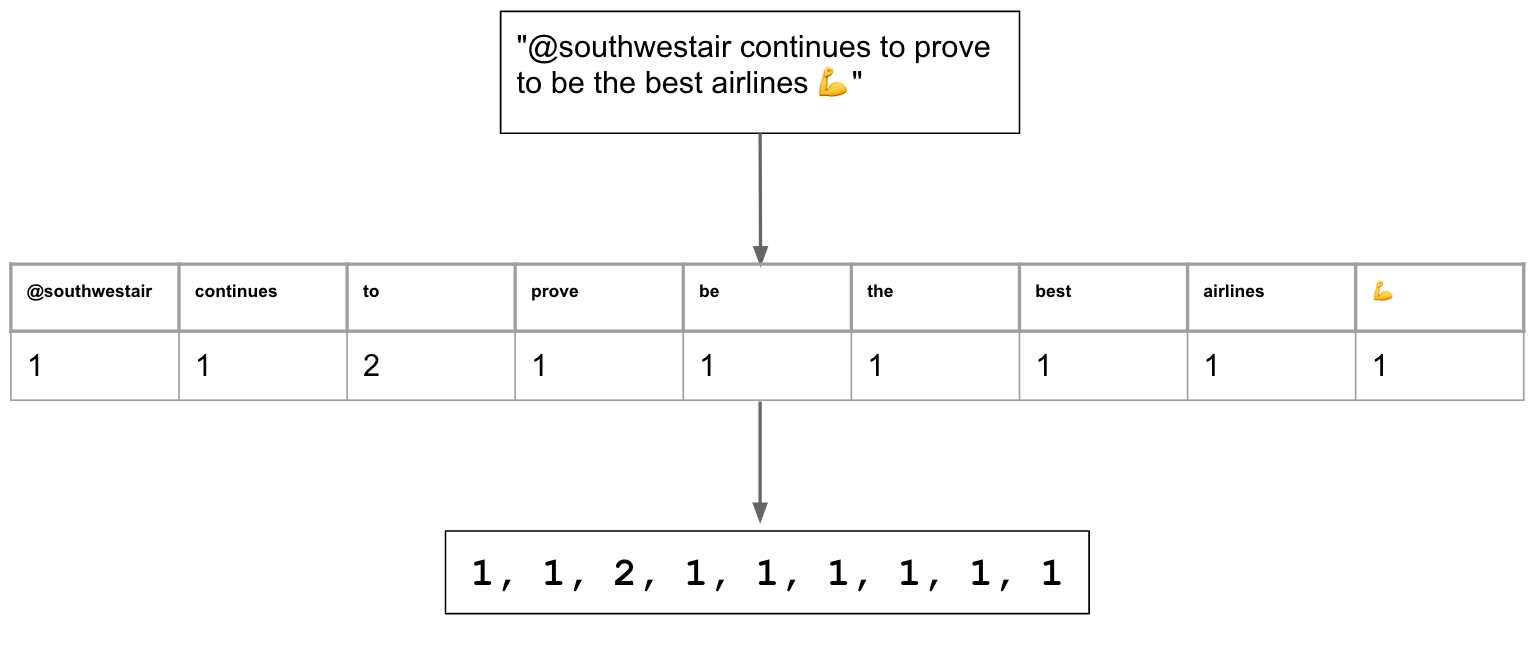 "@southwestair continues to prove
to be the best airlines 💪"
@southwestair continues to prove be the best airlines 💪
1 1 2 1 1 1 1 1 1
1, 1, 2, 1, 1, 1, 1, 1, 1